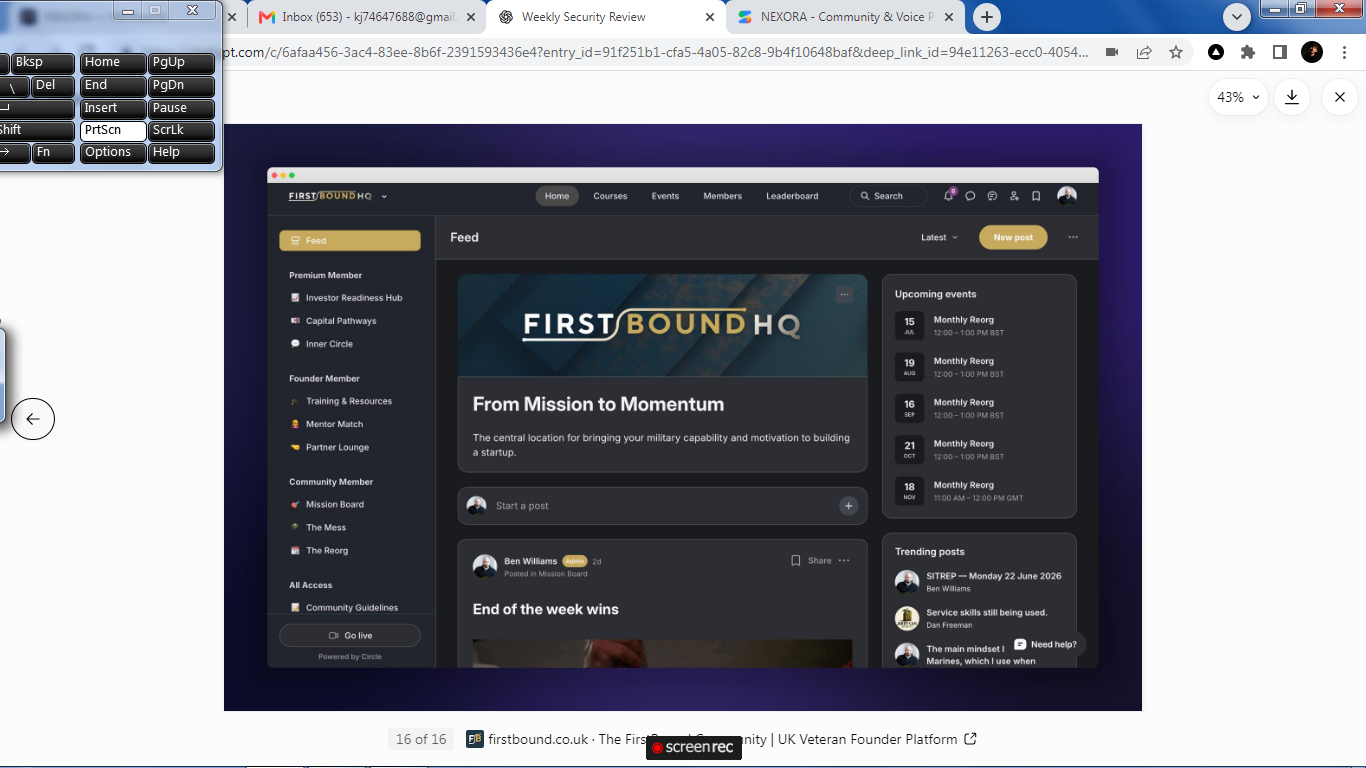 Inbox (653) - kj74647688@gmail.
Weekly Security Review
NEXORA - Community & Voice P
pt.com/c/6afaa456-3ac4-83ee-8b6f-2391593436e4?entry_id=91f251b1-cfa5-4a05-82c8-9b4f10648baf&deep_link_id=94e11263-ecc0-4054...
Bksp
Home
PgUp
\
Del
End
PgDn
Insert
Pause
Shift
PrtScn
ScrLk
Fn
Options
Help
43%
FIRSTBOUND HQ
Home
Courses
Events
Members
Leaderboard
Search
Feed
Premium Member
Investor Readiness Hub
Capital Pathways
Inner Circle
Founder Member
Training & Resources
Mentor Match
Partner Lounge
Community Member
Mission Board
The Mess
The Reorg
All Access
Community Guidelines
Go live
Powered by Circle
Feed
Latest
New post
FIRSTBOUND HQ
From Mission to Momentum
The central location for bringing your military capability and motivation to building
a startup.
Start a post
Ben Williams Admin 2d
Posted in Mission Board
Share
End of the week wins
Upcoming events
15 JUL
Monthly Reorg
12:00 – 1:00 PM BST
19 AUG
Monthly Reorg
12:00 – 1:00 PM BST
16 SEP
Monthly Reorg
12:00 – 1:00 PM BST
21 OCT
Monthly Reorg
12:00 – 1:00 PM BST
18 NOV
Monthly Reorg
11:00 AM – 12:00 PM GMT
Trending posts
SITREP — Monday 22 June 2026
Ben Williams
Service skills still being used.
Dan Freeman
The main mindset I
Marines, which I use when
Need help?
16 of 16
firstbound.co.uk · The Firs
Community | UK Veteran Founder Platform
screenrec